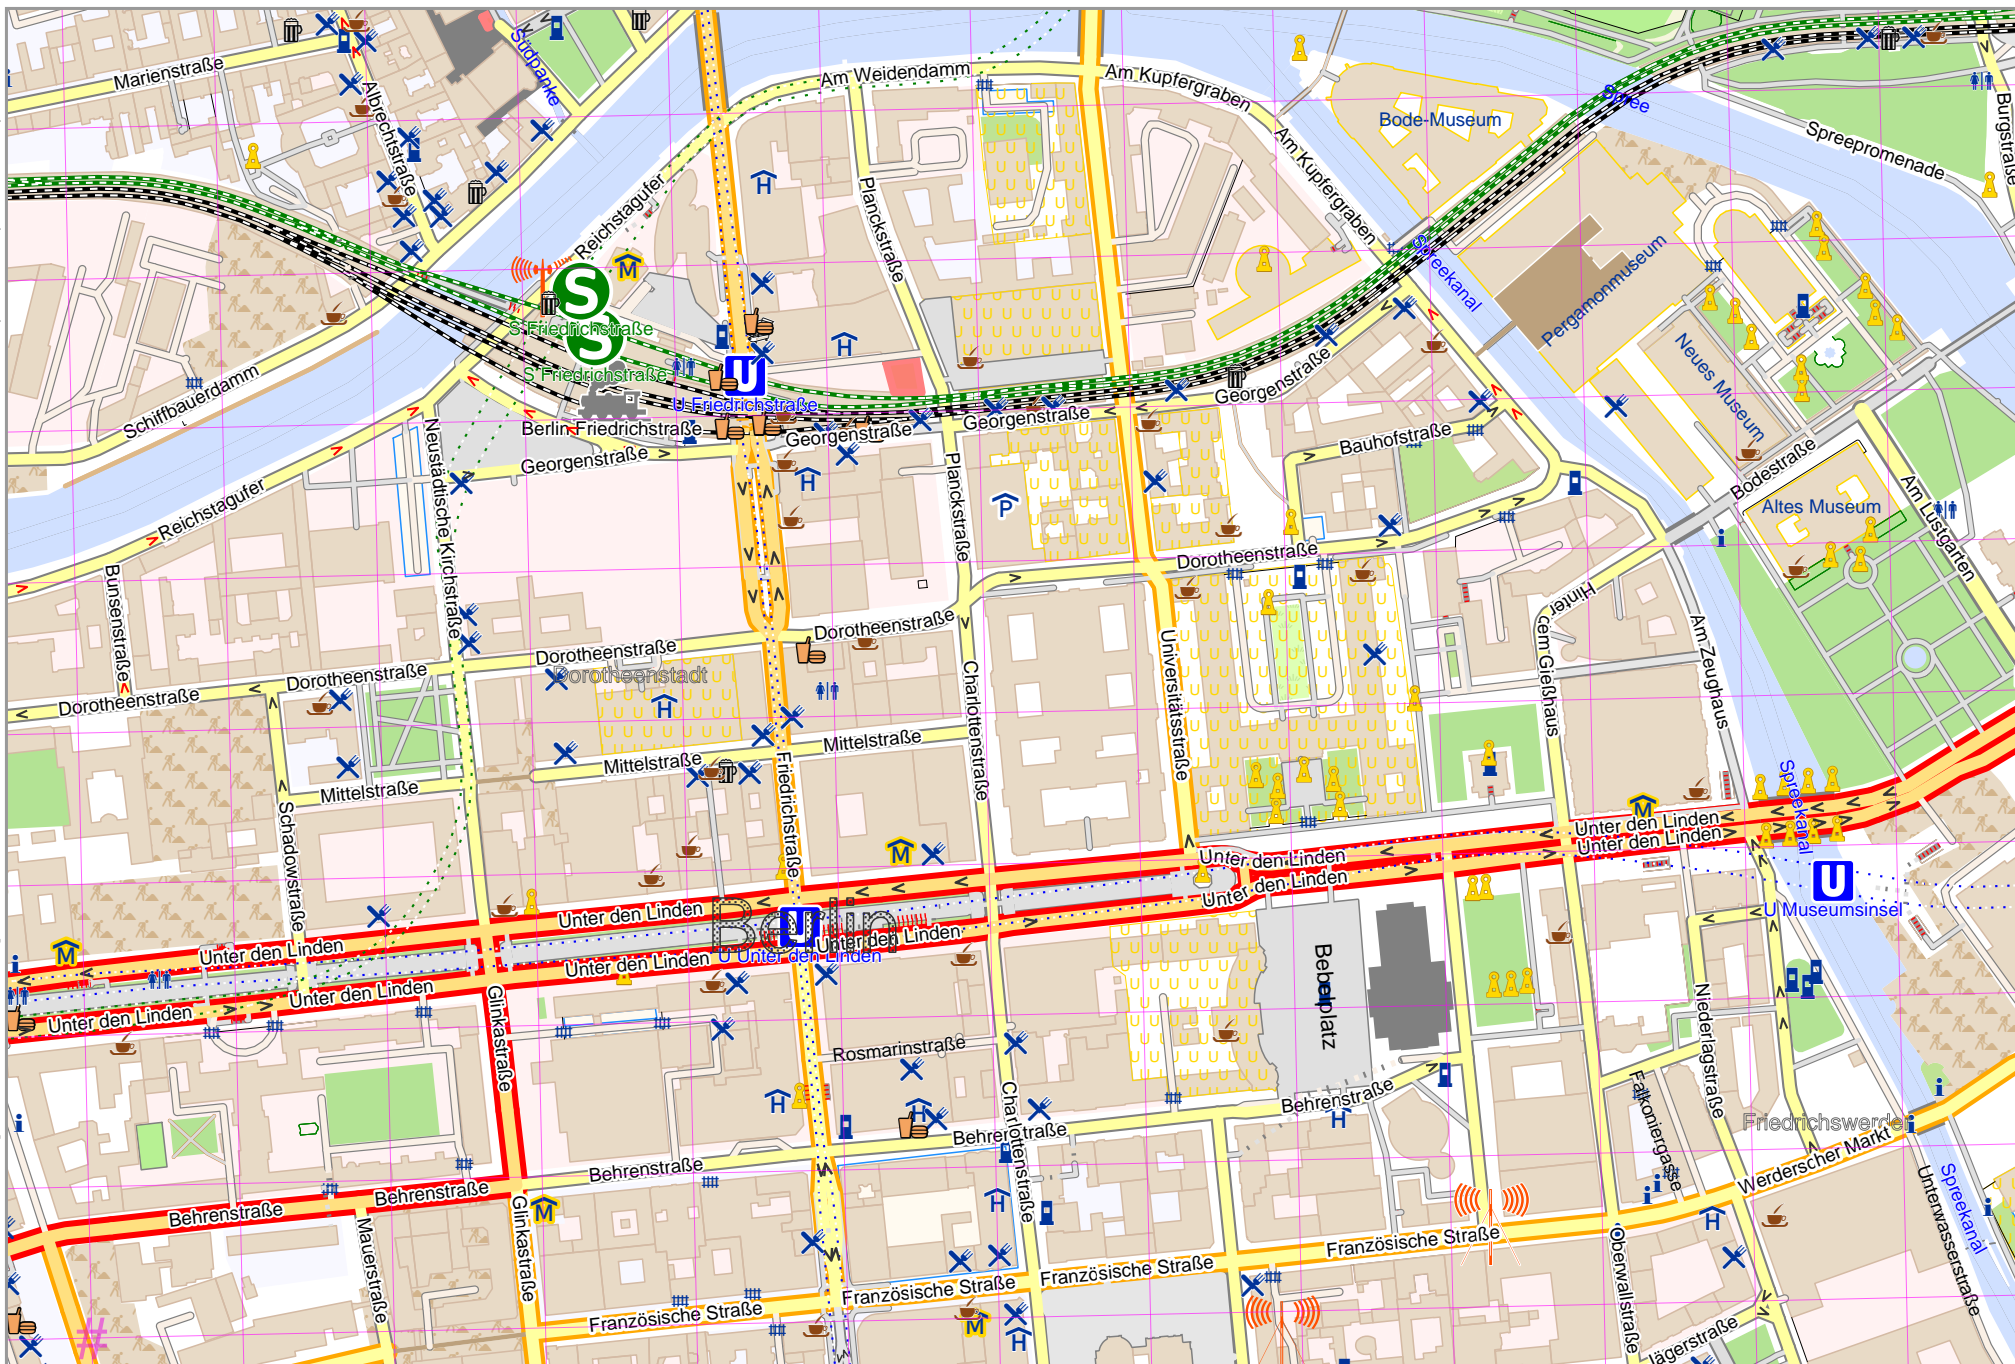 Marienstraße
Albrechtstraße
Südpanke
Am Weidendamm
Am Kupfergraben
Bode-Museum
Spree
Spreepromenade
Burgstraße
Am Kupfergraben
Planckstraße
Reichstagufer
S Friedrichstraße
S Friedrichstraße
U Friedrichstraße
Berlin-Friedrichstraße
Spreekanal
Pergamonmuseum
Neues Museum
Schiffbauerdamm
Georgenstraße
Georgenstraße
Georgenstraße
Georgenstraße
Bauhofstraße
Bodestraße
Altes Museum
Am Lustgarten
Reichstagufer
Neustädtische Kirchstraße
Planckstraße
Dorotheenstraße
Bunsenstraße
Hinter
dem Gießhaus
Am Zeughaus
Dorotheenstraße
Dorotheenstraße
Dorotheenstraße
Dorotheenstraße
Dorotheenstadt
Charlottenstraße
Universitätsstraße
Mittelstraße
Mittelstraße
Mittelstraße
Friedrichstraße
Schadowstraße
Spreekanal
Unter den Linden
Unter den Linden
Unter den Linden
Unter den Linden
Unter den Linden
Unter den Linden
Unter den Linden
Unter den Linden
Unter den Linden
Unter den Linden
Berlin
U Unter den Linden
U Museumsinsel
Bebelplatz
Glinkastraße
Niederlagstraße
Rosmarinstraße
Charlottenstraße
Behrenstraße
Behrenstraße
Behrenstraße
Behrenstraße
Behrenstraße
Falkoniergasse
Friedrichswerder
Werderscher Markt
Mauerstraße
Glinkastraße
Französische Straße
Französische Straße
Französische Straße
Französische Straße
Oberwallstraße
Unterwasserstraße
Spreekanal
Jägerstraße